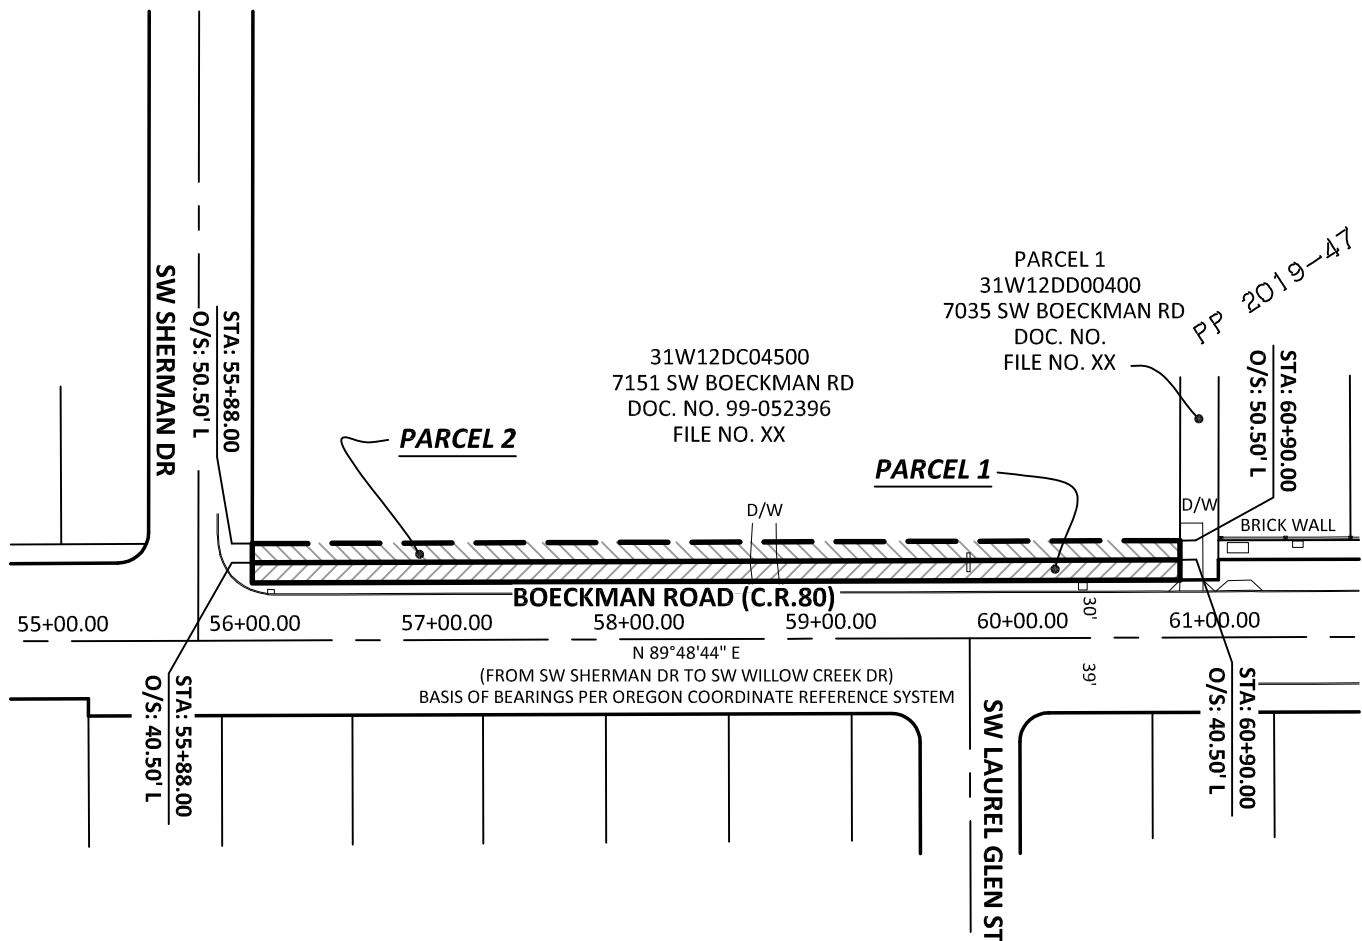 PARCEL 1
31W12DD00400
7035 SW BOECKMAN RD
DOC. NO.
FILE NO. XX
PP 2019-47
SW SHERMAN DR
STA: 55+88.00
O/S: 50.50' L
31W12DC04500
7151 SW BOECKMAN RD
DOC. NO. 99-052396
FILE NO. XX
STA: 60+90.00
O/S: 50.50' L
PARCEL 2
PARCEL 1
D/W
D/W
BRICK WALL
BOECKMAN ROAD (C.R.80)
30'
55+00.00
56+00.00
57+00.00
58+00.00
59+00.00
60+00.00
61+00.00
N 89°48'44" E
(FROM SW SHERMAN DR TO SW WILLOW CREEK DR)
BASIS OF BEARINGS PER OREGON COORDINATE REFERENCE SYSTEM
39'
STA: 55+88.00
O/S: 40.50' L
STA: 60+90.00
O/S: 40.50' L
SW LAUREL GLEN ST